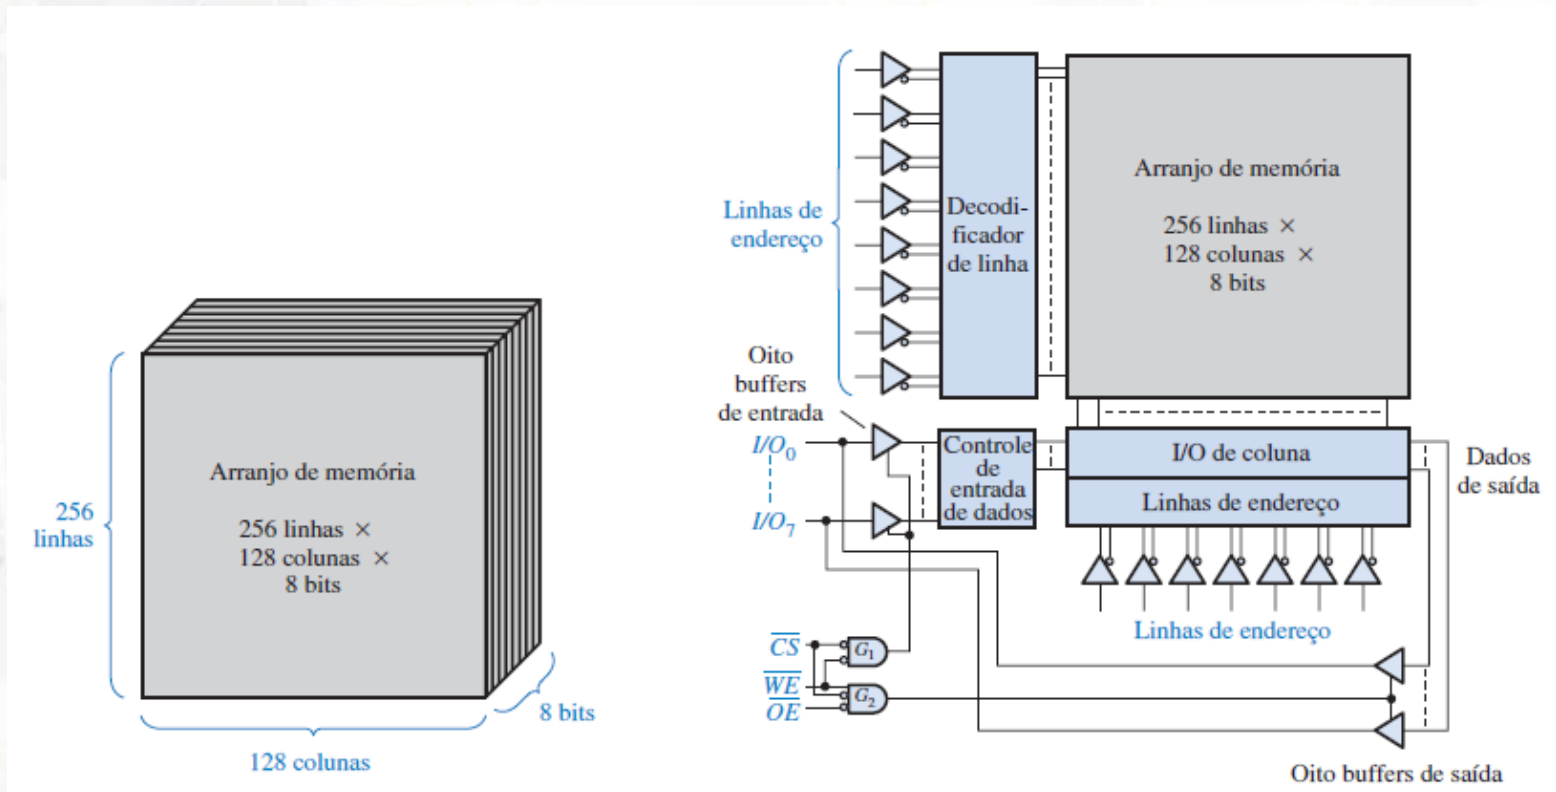 Arranjo de memória
256 linhas ×
128 colunas ×
8 bits
256
linhas
128 colunas
8 bits
Linhas de
endereço
Decodi-
ficador
de linha
Arranjo de memória
256 linhas ×
128 colunas ×
8 bits
Oito
buffers
de entrada
I/O0
I/O7
Controle
de
entrada
de dados
I/O de coluna
Linhas de endereço
Dados
de saída
Linhas de endereço
CS
G1
WE
G2
OE
Oito buffers de saída